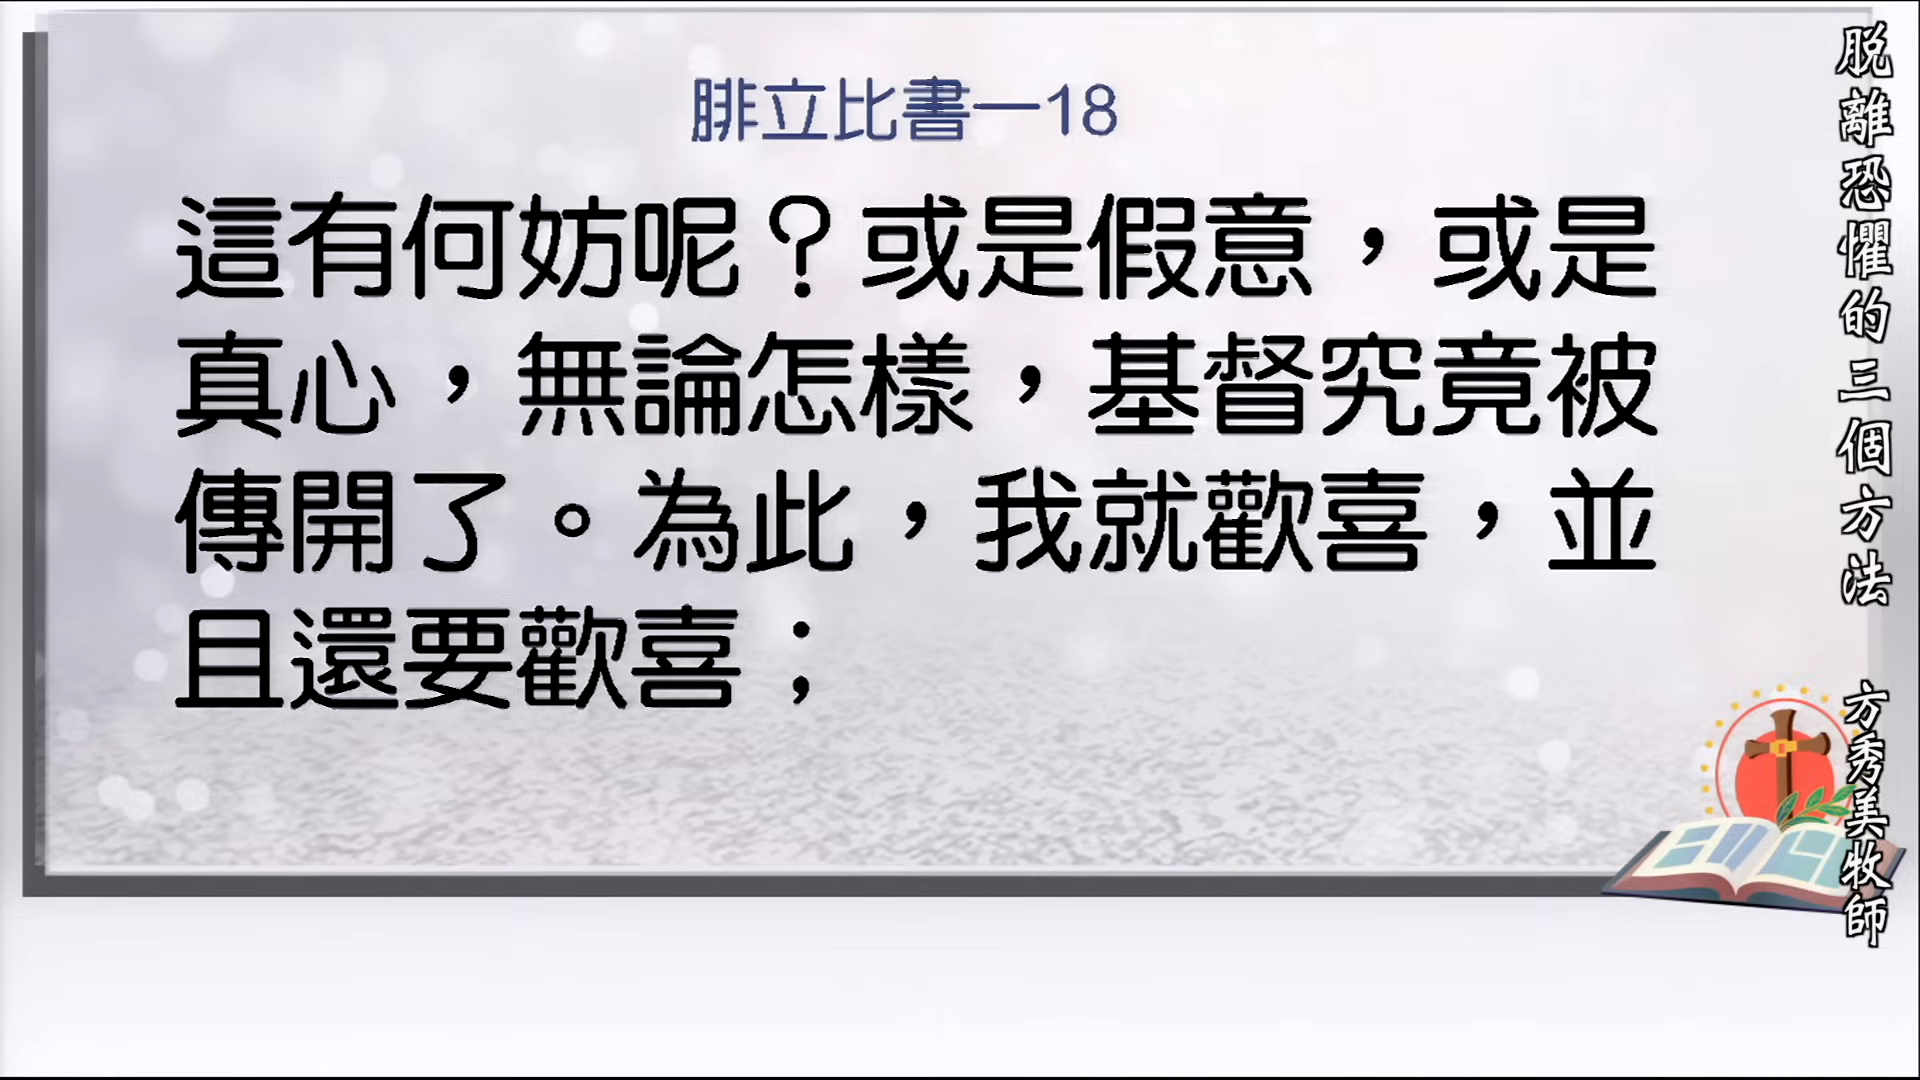 腓立比書一18
這有何妨呢？或是假意，或是
真心，無論怎樣，基督究竟被
傳開了。為此，我就歡喜，並
且還要歡喜；
脫離恐懼的三個方法
方秀美牧師